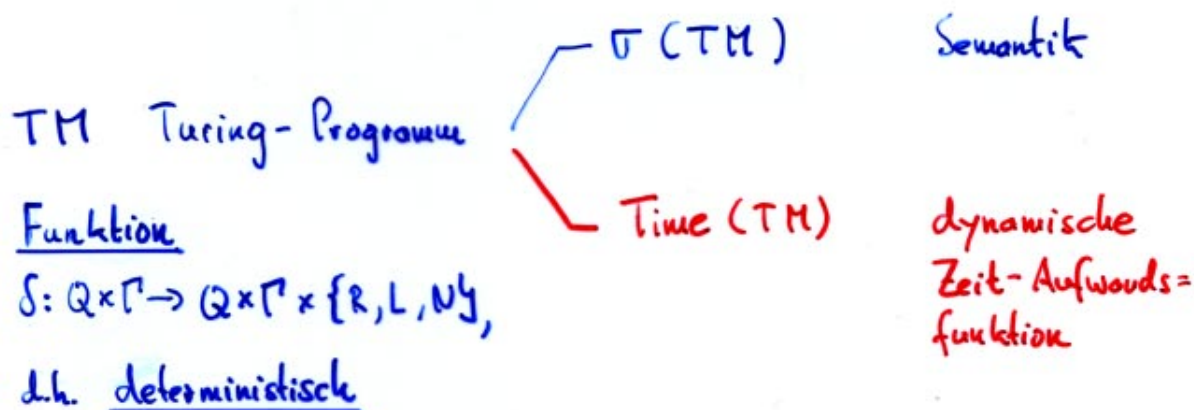 σ (TM) Semantik
TM Turing-Programm
Time (TM) dynamische
Zeit-Aufwands=
funktion
Funktion
δ: Q×Γ→ Q×Γ×{R, L, N},
d.h. deterministisch